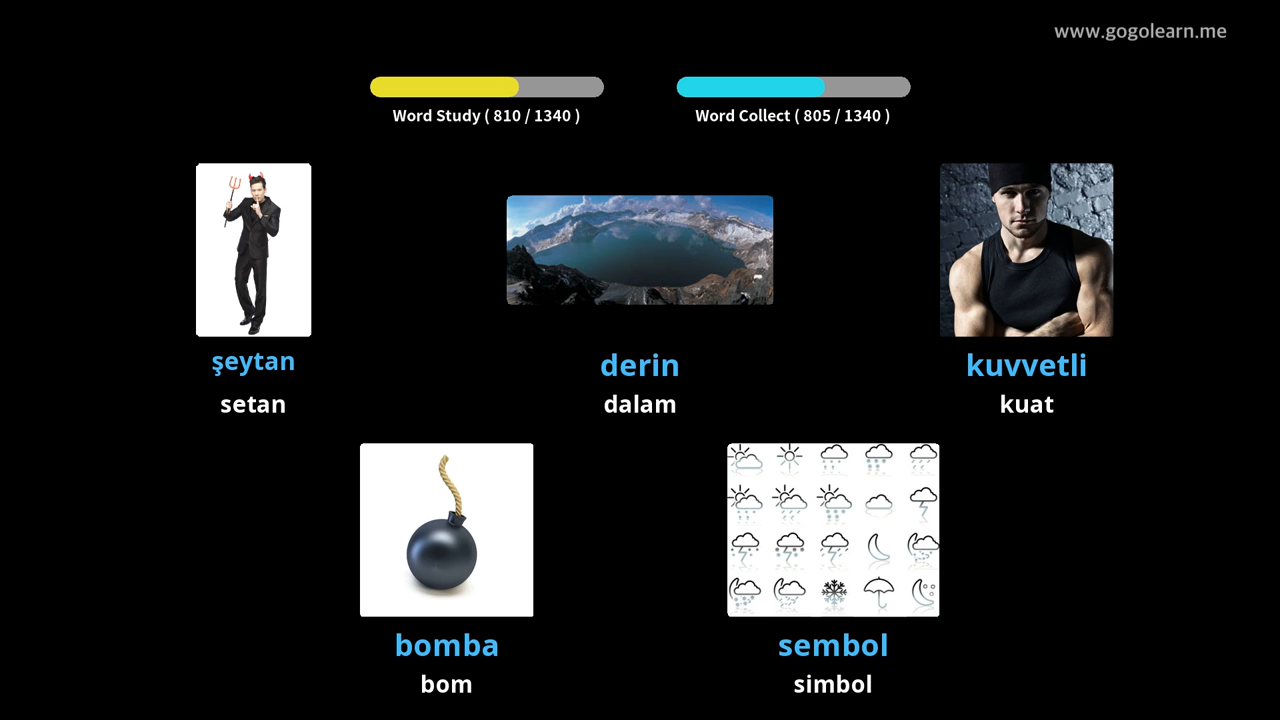 www.gogolearn.me
Word Study ( 810 / 1340 )
Word Collect ( 805 / 1340 )
şeytan
setan
derin
dalam
kuvvetli
kuat
bomba
bom
sembol
simbol